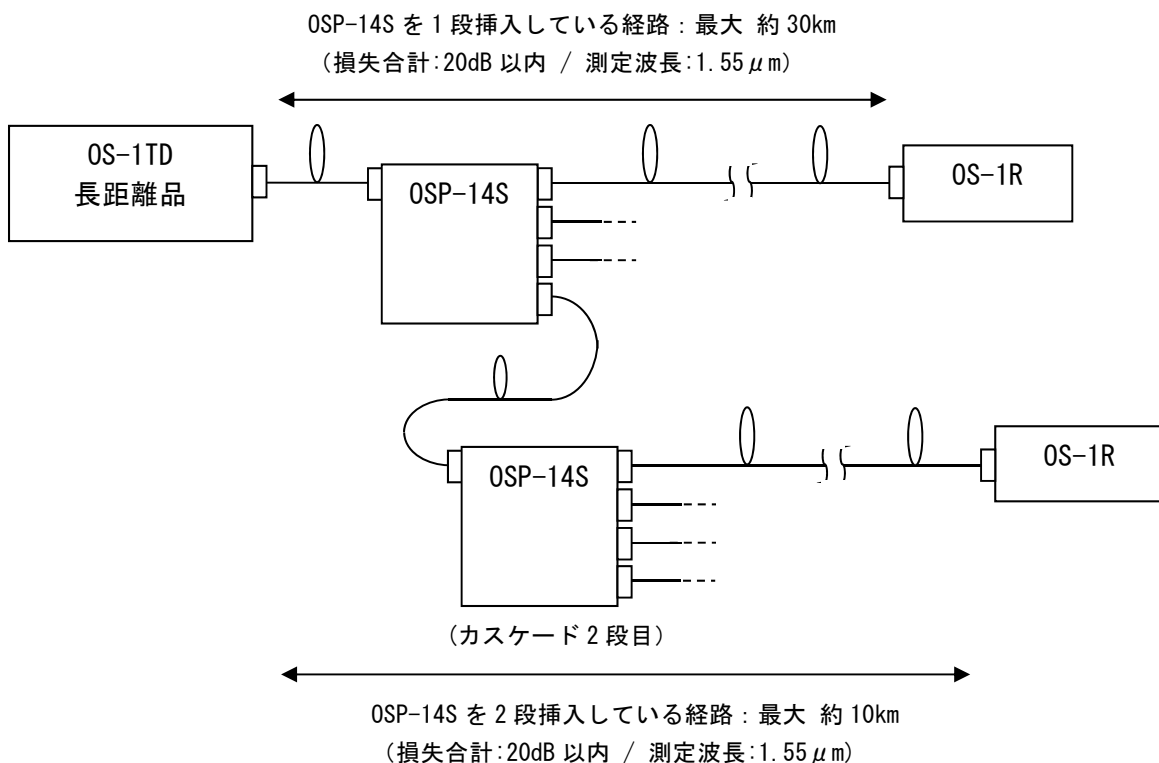 OSP-14S を 1 段挿入している経路：最大 約 30km
（損失合計:20dB 以内 / 測定波長:1.55μm）
OS-1TD
長距離品
OSP-14S
OS-1R
OSP-14S
OS-1R
（カスケード 2 段目）
OSP-14S を 2 段挿入している経路：最大 約 10km
（損失合計:20dB 以内 / 測定波長:1.55μm）